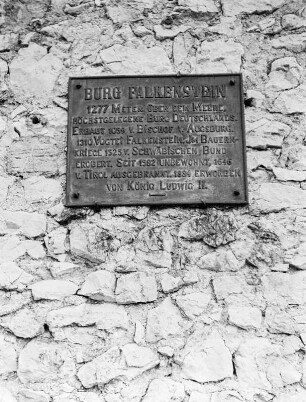 BURG FALKENSTEIN
1277 METER ÜBER DEM MEERE,
HÖCHSTGELEGENE BURG DEUTSCHLANDS.
ERBAUT 1059 V. BISCHOF V. AUGSBURG.
1310 VOGTEI FALKENSTEIN. IM BAUERN-
KRIEGE 1525 V. SCHWÄBISCHEN BUND
EROBERT. SEIT 1582 UNBEWOHNT, 1646
V. TIROL AUSGEBRANNT. 1884 ERWORBEN
VON KÖNIG LUDWIG II.